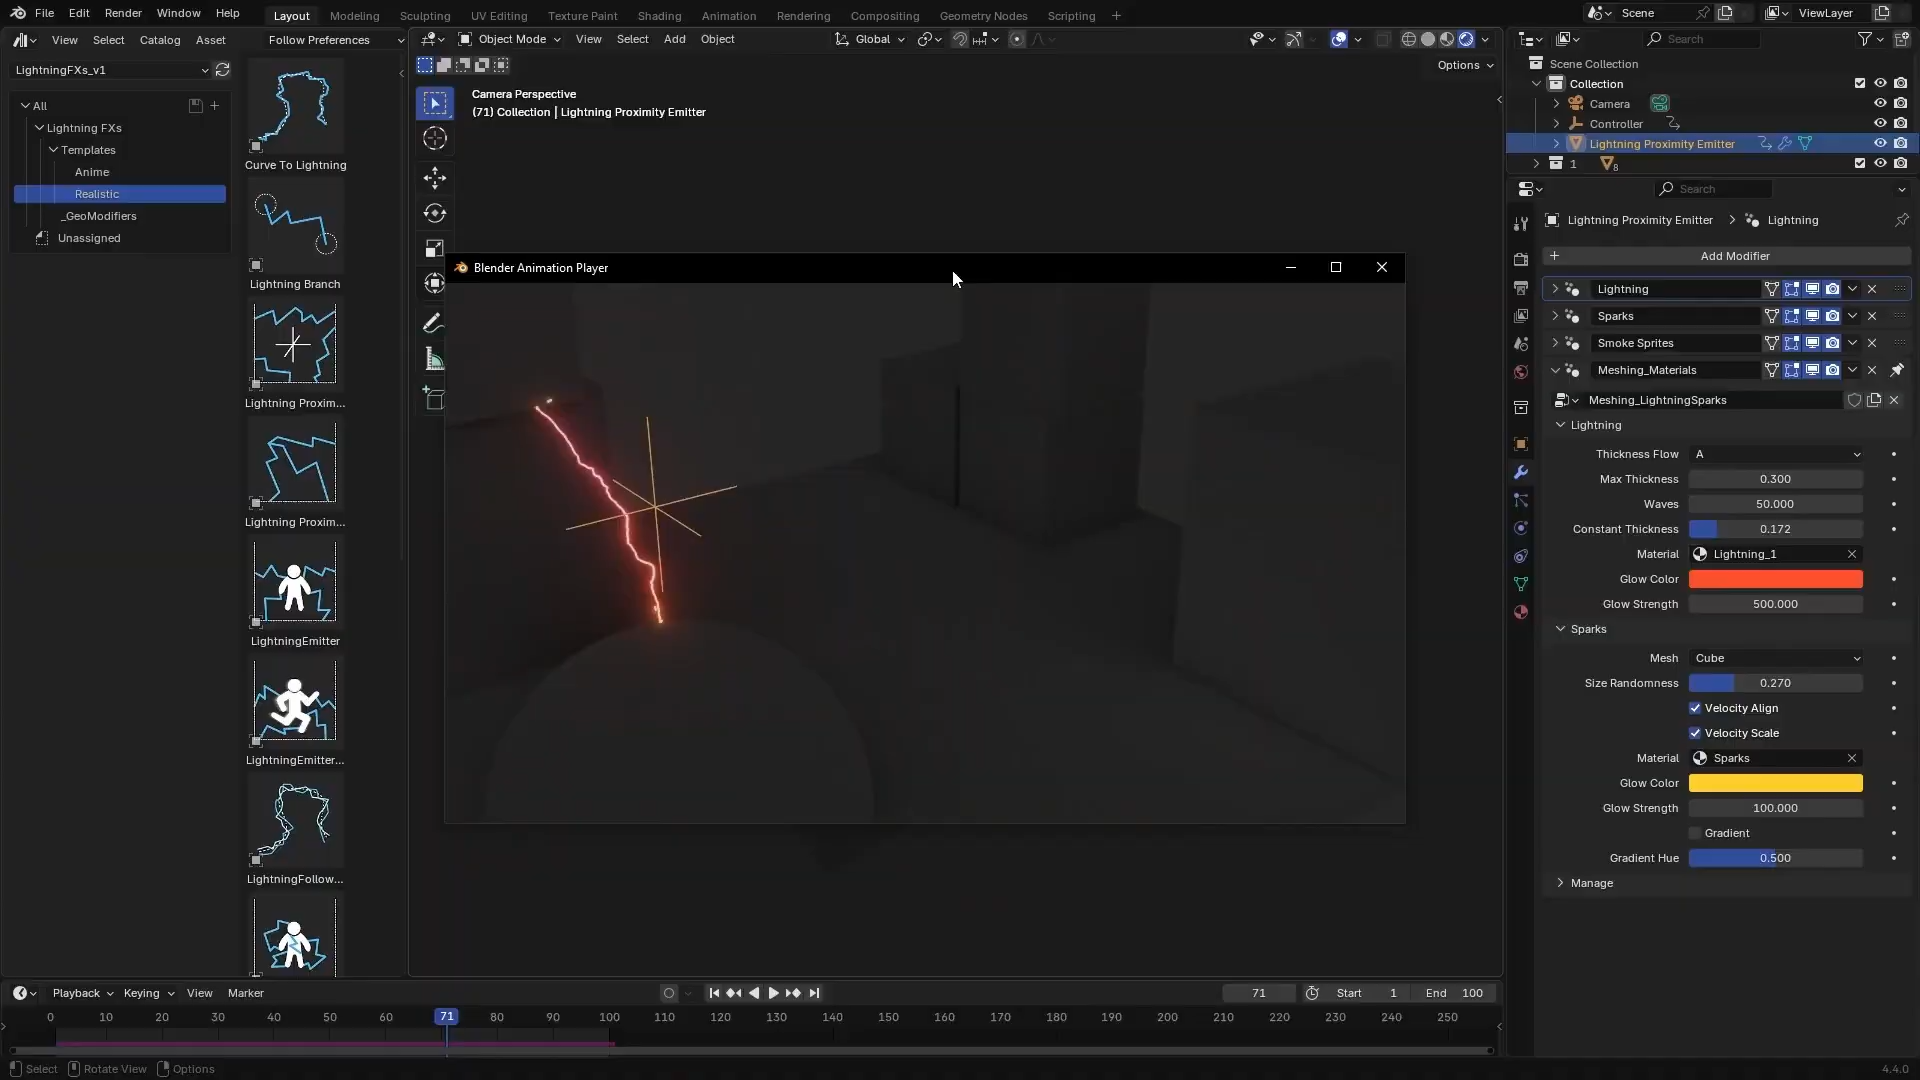 File Edit Render Window Help
Layout Modeling Sculpting UV Editing Texture Paint Shading Animation Rendering Compositing Geometry Nodes Scripting +
Scene
ViewLayer
View Select Catalog Asset Follow Preferences
Object Mode View Select Add Object
Global
Search
LightningFXs_v1
Options
All
Lightning FXs
Templates
Anime
Realistic
_GeoModifiers
Unassigned
Curve To Lightning
Lightning Branch
Lightning Proxim...
Lightning Proxim...
LightningEmitter
LightningEmitter...
LightningFollow...
Camera Perspective
(71) Collection | Lightning Proximity Emitter
Blender Animation Player
Scene Collection
Collection
Camera
Controller
Lightning Proximity Emitter
1
8
Search
Lightning Proximity Emitter > Lightning
+ Add Modifier
Lightning
Sparks
Smoke Sprites
Meshing_Materials
Meshing_LightningSparks
Lightning
Thickness Flow A
Max Thickness 0.300
Waves 50.000
Constant Thickness 0.172
Material Lightning_1
Glow Color
Glow Strength 500.000
Sparks
Mesh Cube
Size Randomness 0.270
Velocity Align
Velocity Scale
Material Sparks
Glow Color
Glow Strength 100.000
Gradient
Gradient Hue 0.500
Manage
Playback Keying View Marker
71 Start 1 End 100
0 10 20 30 40 50 60 71 80 90 100 110 120 130 140 150 160 170 180 190 200 210 220 230 240 250
Select Rotate View Options
4.4.0